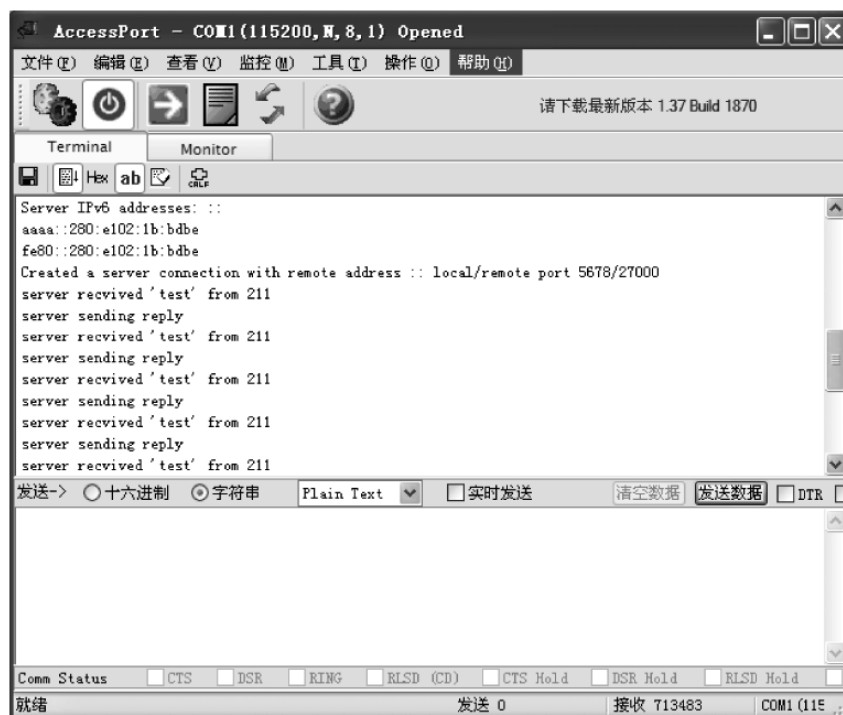 AccessPort - COM1(115200,N,8,1) Opened
文件(F) 编辑(E) 查看(V) 监控(M) 工具(T) 操作(O) 帮助(H)
请下载最新版本 1.37 Build 1870
Terminal Monitor
Hex ab CRLF
Server IPv6 addresses: ::
aaaa::280:e102:1b:bdbe
fe80::280:e102:1b:bdbe
Created a server connection with remote address :: local/remote port 5678/27000
server recvived 'test' from 211
server sending reply
server recvived 'test' from 211
server sending reply
server recvived 'test' from 211
server sending reply
server recvived 'test' from 211
server sending reply
server recvived 'test' from 211
发送-> 十六进制 字符串 Plain Text 实时发送 清空数据 发送数据 DTR
Comm Status CTS DSR RING RLSD (CD) CTS Hold DSR Hold RLSD Hold
就绪 发送 0 接收 713483 COM1 (115